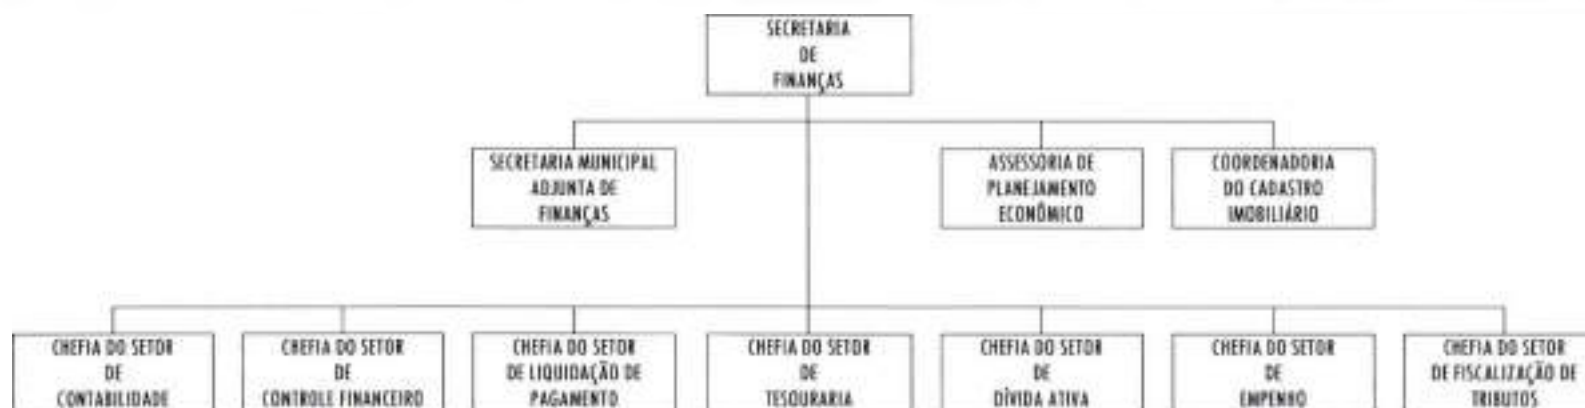 SECRETARIA
DE
FINANÇAS
SECRETARIA MUNICIPAL
ADJUNTA DE
FINANÇAS
ASSESSORIA DE
PLANEJAMENTO
ECONÔMICO
COORDENADORIA
DO CADASTRO
IMOBILIÁRIO
CHEFIA DO SETOR
DE
CONTABILIDADE
CHEFIA DO SETOR
DE
CONTROLE FINANCEIRO
CHEFIA DO SETOR
DE LIQUIDAÇÃO DE
PAGAMENTO
CHEFIA DO SETOR
DE
TESOURARIA
CHEFIA DO SETOR
DE
DÍVIDA ATIVA
CHEFIA DO SETOR
DE
EMPENHO
CHEFIA DO SETOR
DE FISCALIZAÇÃO DE
TRIBUTOS